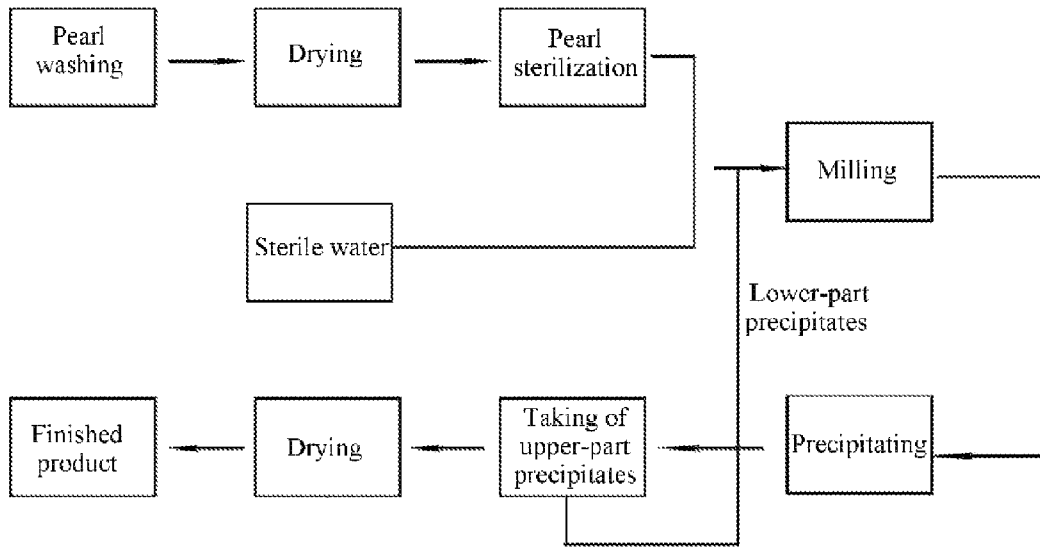 Pearl
washing
Drying
Pearl
sterilization
Milling
Sterile water
Lower-part
precipitates
Finished
product
Drying
Taking of
upper-part
precipitates
Precipitating